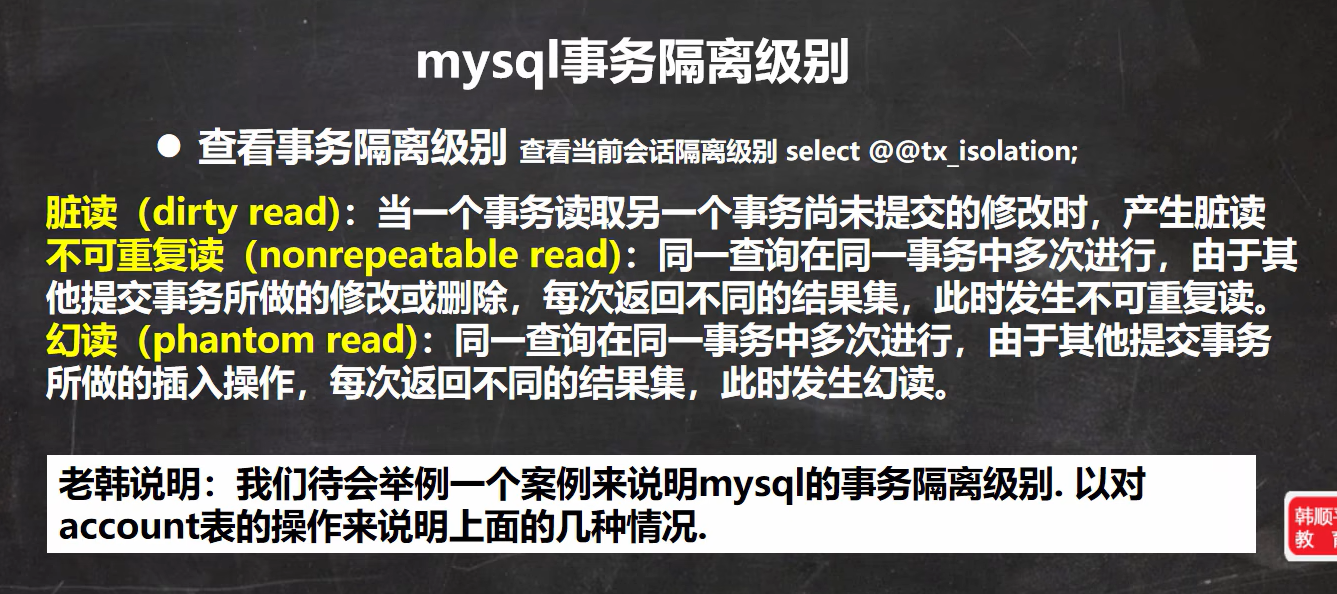 mysql事务隔离级别
● 查看事务隔离级别 查看当前会话隔离级别 select @@tx_isolation;
脏读（dirty read）：当一个事务读取另一个事务尚未提交的修改时，产生脏读
不可重复读（nonrepeatable read）：同一查询在同一事务中多次进行，由于其
他提交事务所做的修改或删除，每次返回不同的结果集，此时发生不可重复读。
幻读（phantom read）：同一查询在同一事务中多次进行，由于其他提交事务
所做的插入操作，每次返回不同的结果集，此时发生幻读。
老韩说明：我们待会举例一个案例来说明mysql的事务隔离级别. 以对
account表的操作来说明上面的几种情况.
韩顺
教